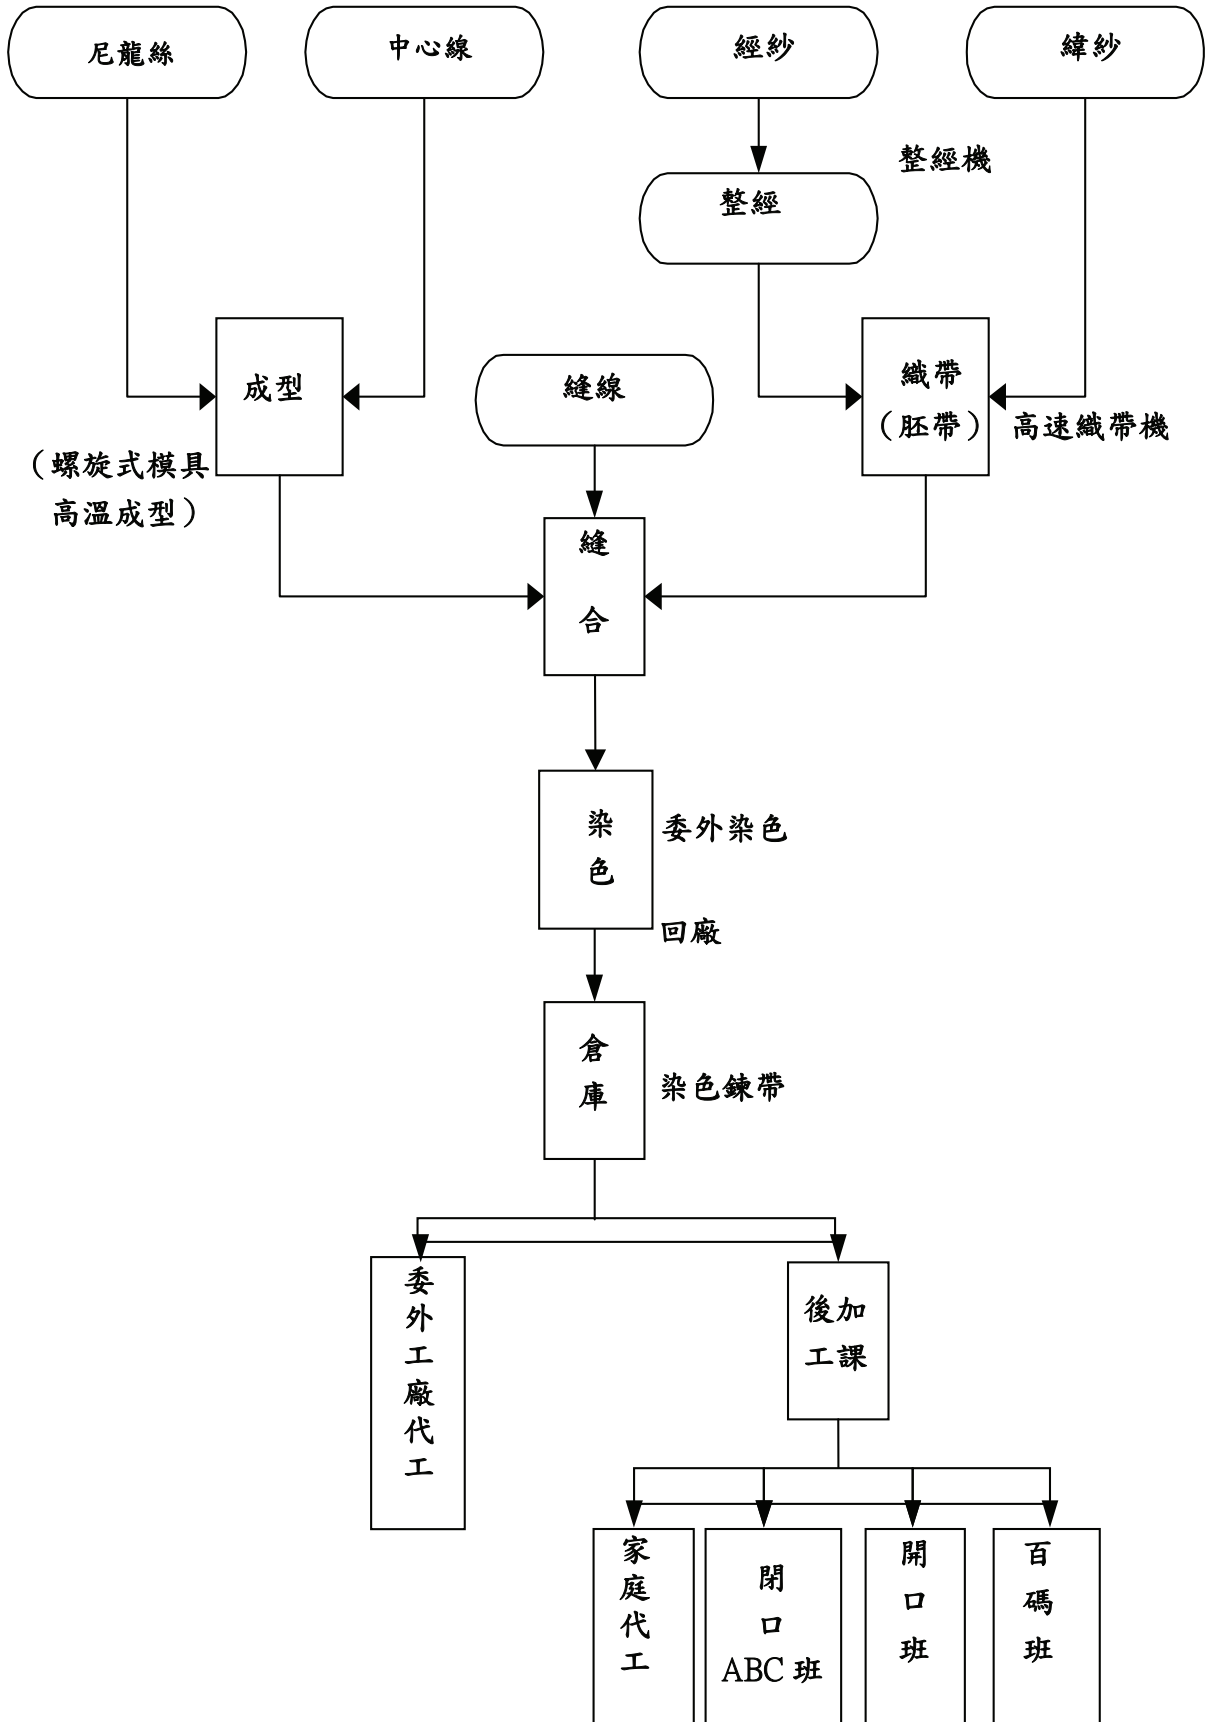 尼龍絲
中心線
經紗
緯紗
整經機
整經
成型
縫線
織帶
（胚帶）
高速織帶機
（螺旋式模具
高溫成型）
縫
合
染
色
委外染色
回廠
倉
庫
染色鍊帶
委
外
工
廠
代
工
後加
工課
家
庭
代
工
閉
口
ABC 班
開
口
班
百
碼
班